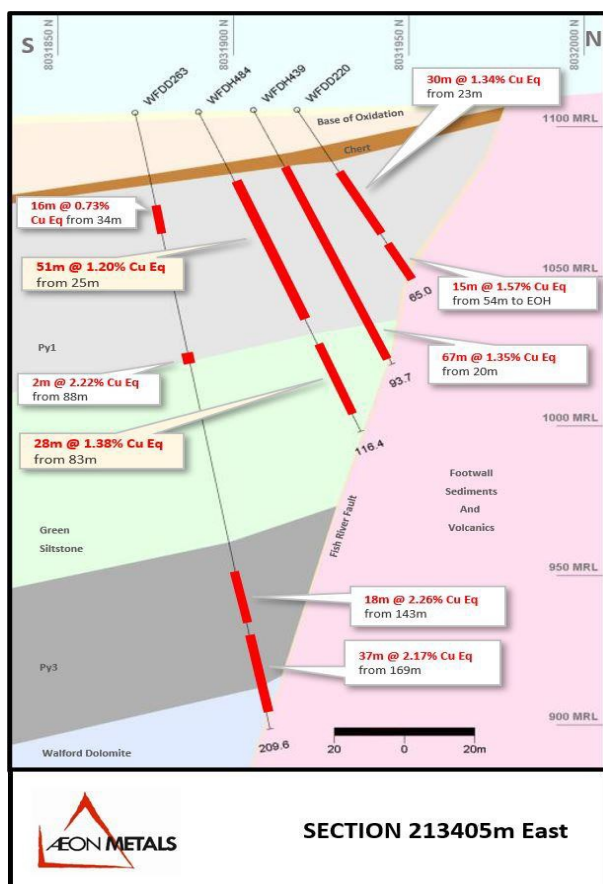 S
8031850 N
8031900 N
8031950 N
8032000 N
N
WFDD263
WFDH484
WFDH439
WFDD220
30m @ 1.34% Cu Eq
from 23m
Base of Oxidation
1100 MRL
Chert
16m @ 0.73%
Cu Eq from 34m
51m @ 1.20% Cu Eq
from 25m
1050 MRL
65.0
15m @ 1.57% Cu Eq
from 54m to EOH
Py1
67m @ 1.35% Cu Eq
from 20m
2m @ 2.22% Cu Eq
from 88m
93.7
28m @ 1.38% Cu Eq
from 83m
1000 MRL
116.4
Footwall
Sediments
And
Volcanics
Fish River Fault
Green
Siltstone
950 MRL
18m @ 2.26% Cu Eq
from 143m
37m @ 2.17% Cu Eq
from 169m
Py3
900 MRL
209.6
20
0
20m
Walford Dolomite
ÆON METALS
SECTION 213405m East